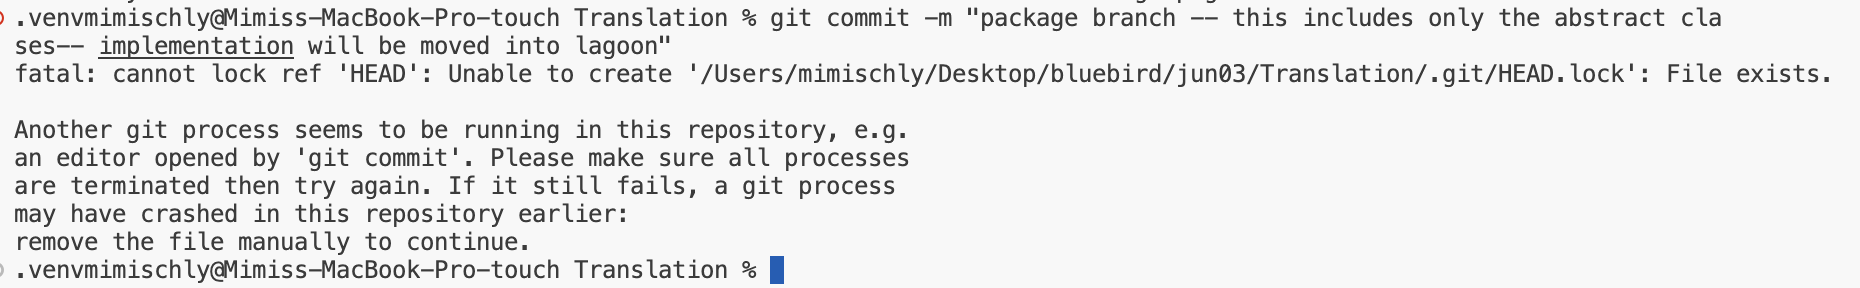 .venvmimischly@Mimiss-MacBook-Pro-touch Translation % git commit -m "package branch -- this includes only the abstract cla
ses-- implementation will be moved into lagoon"
fatal: cannot lock ref 'HEAD': Unable to create '/Users/mimischly/Desktop/bluebird/jun03/Translation/.git/HEAD.lock': File exists.
Another git process seems to be running in this repository, e.g.
an editor opened by 'git commit'. Please make sure all processes
are terminated then try again. If it still fails, a git process
may have crashed in this repository earlier:
remove the file manually to continue.
.venvmimischly@Mimiss-MacBook-Pro-touch Translation %